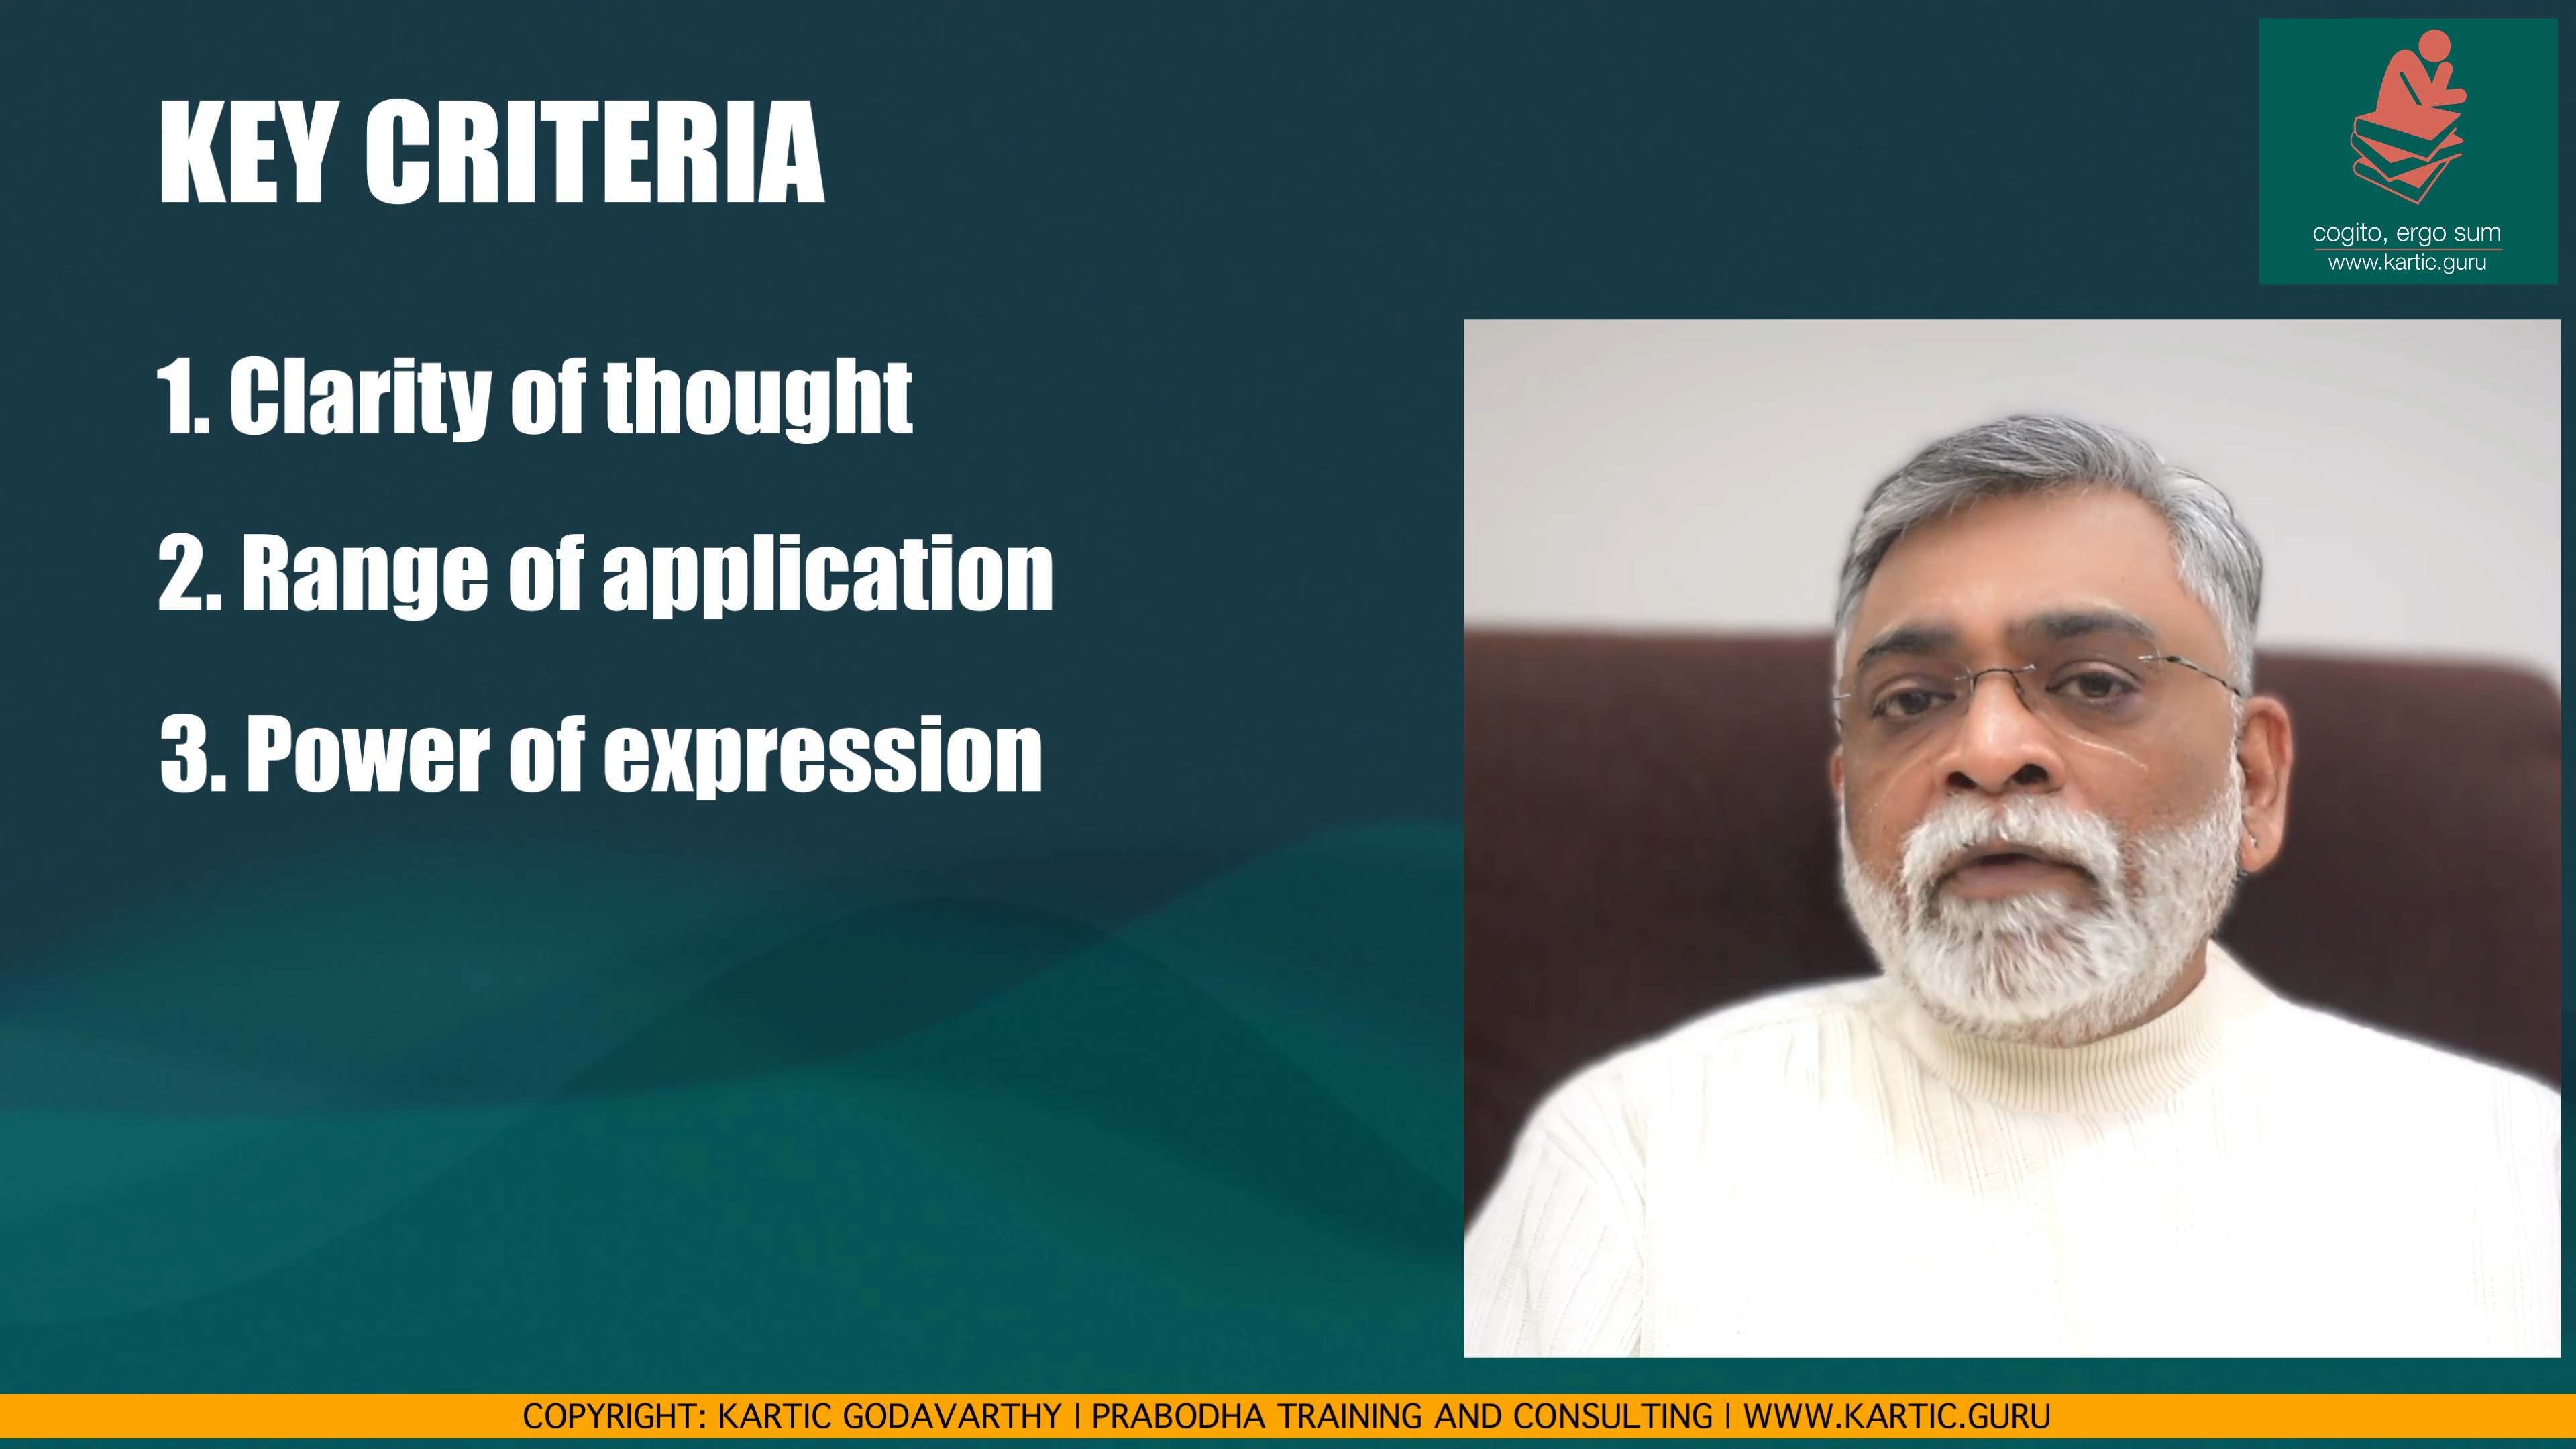 KEY CRITERIA
1. Clarity of thought
2. Range of application
3. Power of expression
cogito, ergo sum
www.kartic.guru
COPYRIGHT: KARTIC GODAVARTHY | PRABODHA TRAINING AND CONSULTING | WWW.KARTIC.GURU